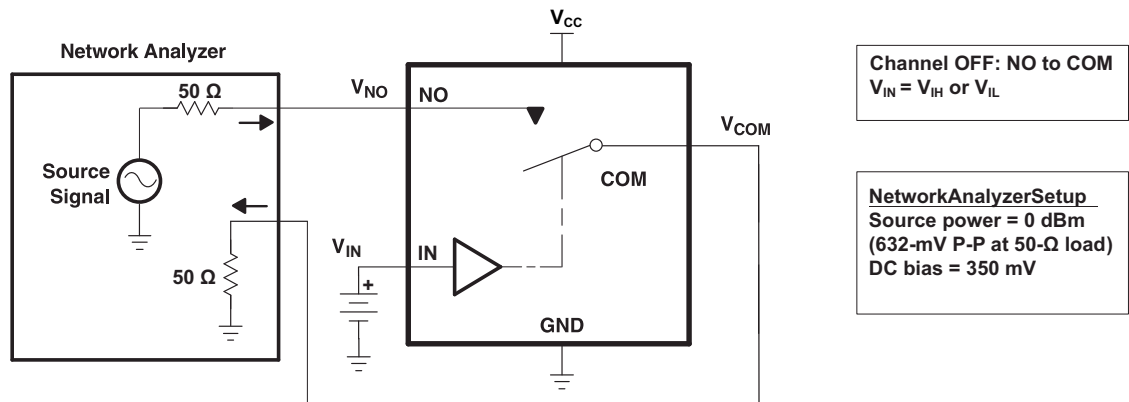 V_CC
Network Analyzer
50 Ω
V_NO
NO
Channel OFF: NO to COM
V_IN = V_IH or V_IL
V_COM
Source
Signal
COM
NetworkAnalyzerSetup
Source power = 0 dBm
(632-mV P-P at 50-Ω load)
DC bias = 350 mV
V_IN
IN
50 Ω
+
GND